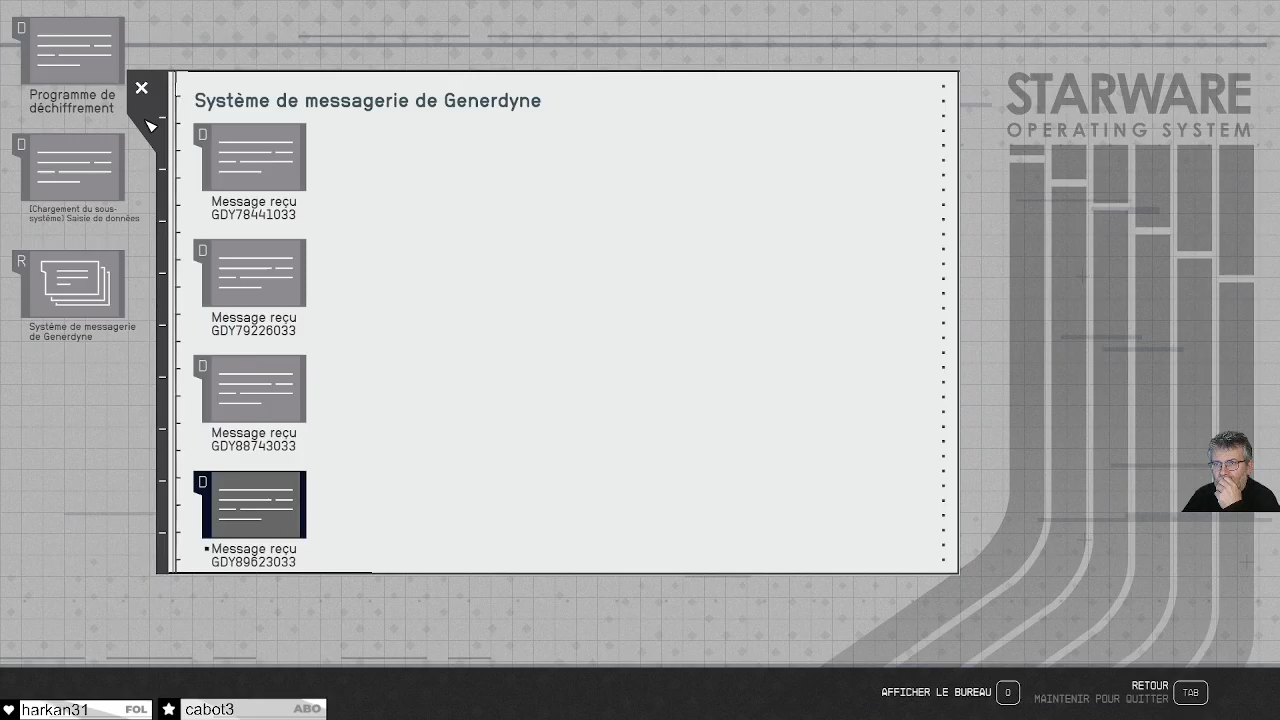 D
Programme de
déchiffrement
D
[Chargement du sous-
système] Saisie de données
R
Système de messagerie
de Generdyne
Système de messagerie de Generdyne
D
Message reçu
GDY78441033
D
Message reçu
GDY79226033
D
Message reçu
GDY88743033
D
Message reçu
GDY89623033
STARWARE
OPERATING SYSTEM
AFFICHER LE BUREAU O
RETOUR
MAINTENIR POUR QUITTER TAB
harkan31 FOL
cabot3 ABO